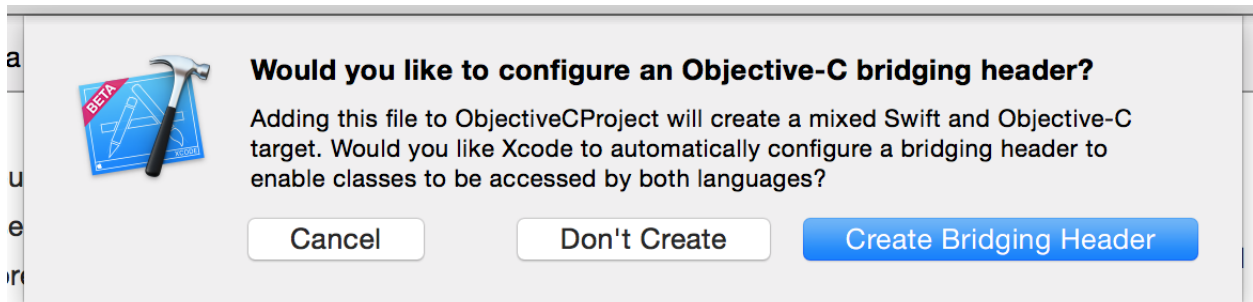 a
Would you like to configure an Objective-C bridging header?
BETA
Adding this file to ObjectiveCProject will create a mixed Swift and Objective-C
target. Would you like Xcode to automatically configure a bridging header to
XCODE
u
enable classes to be accessed by both languages?
e
Cancel
Don't Create
Create Bridging Header
ore